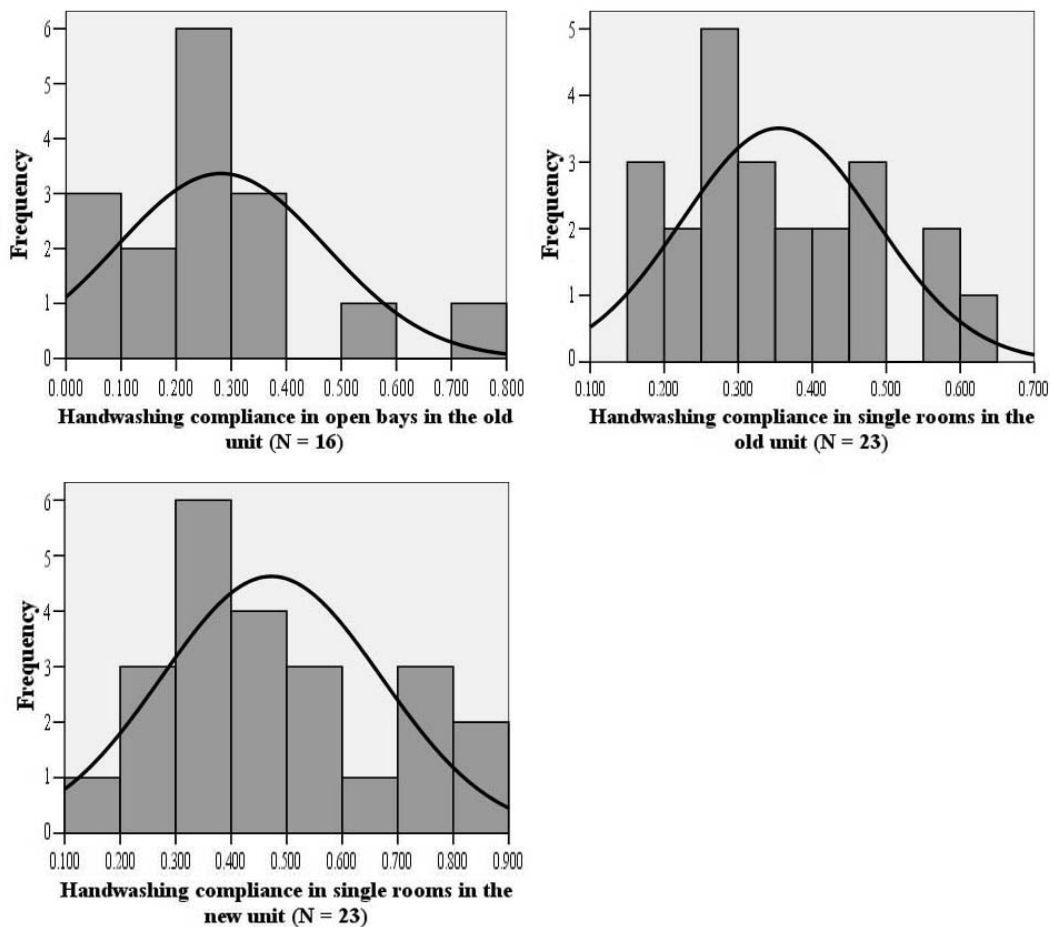 Frequency
6
5
4
3
2
1
0
0.000 0.100 0.200 0.300 0.400 0.500 0.600 0.700 0.800
Handwashing compliance in open bays in the old
unit (N = 16)
Frequency
5
4
3
2
1
0
0.100 0.200 0.300 0.400 0.500 0.600 0.700
Handwashing compliance in single rooms in the
old unit (N = 23)
Frequency
6
5
4
3
2
1
0
0.100 0.200 0.300 0.400 0.500 0.600 0.700 0.800 0.900
Handwashing compliance in single rooms in the
new unit (N = 23)